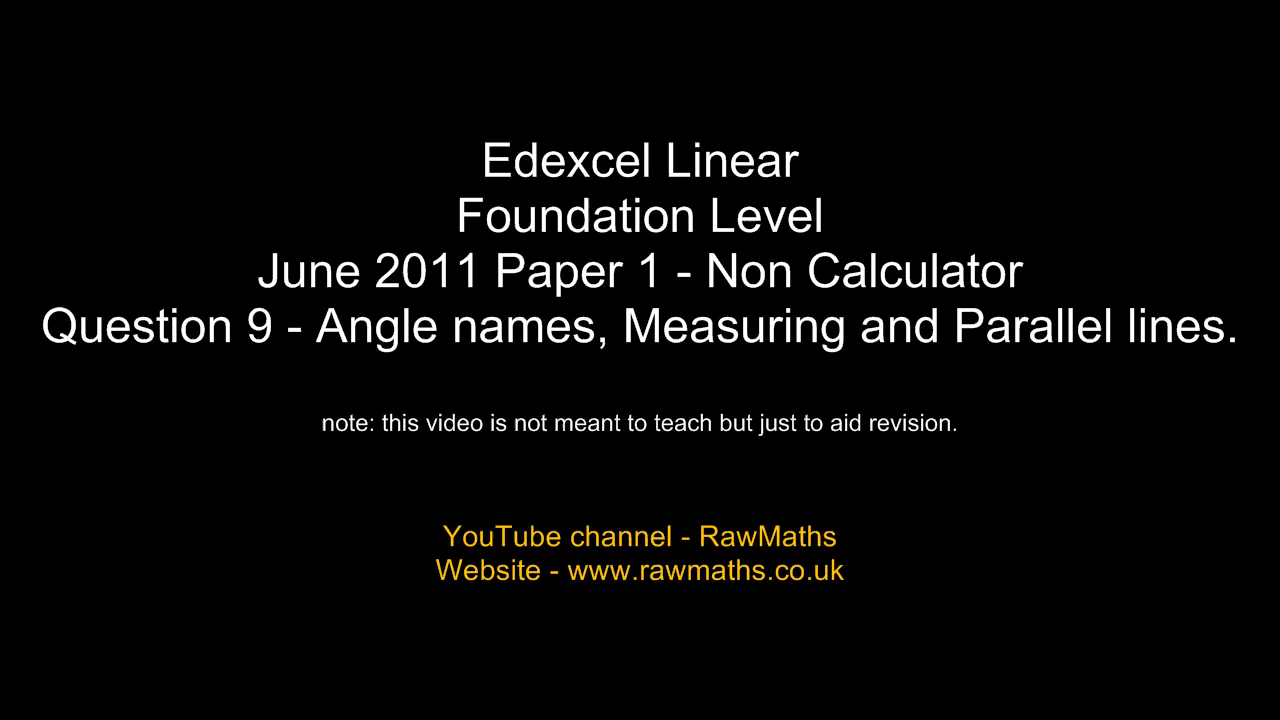 Edexcel Linear
Foundation Level
June 2011 Paper 1 - Non Calculator
Question 9 - Angle names, Measuring and Parallel lines.
note: this video is not meant to teach but just to aid revision.
YouTube channel - RawMaths
Website - www.rawmaths.co.uk